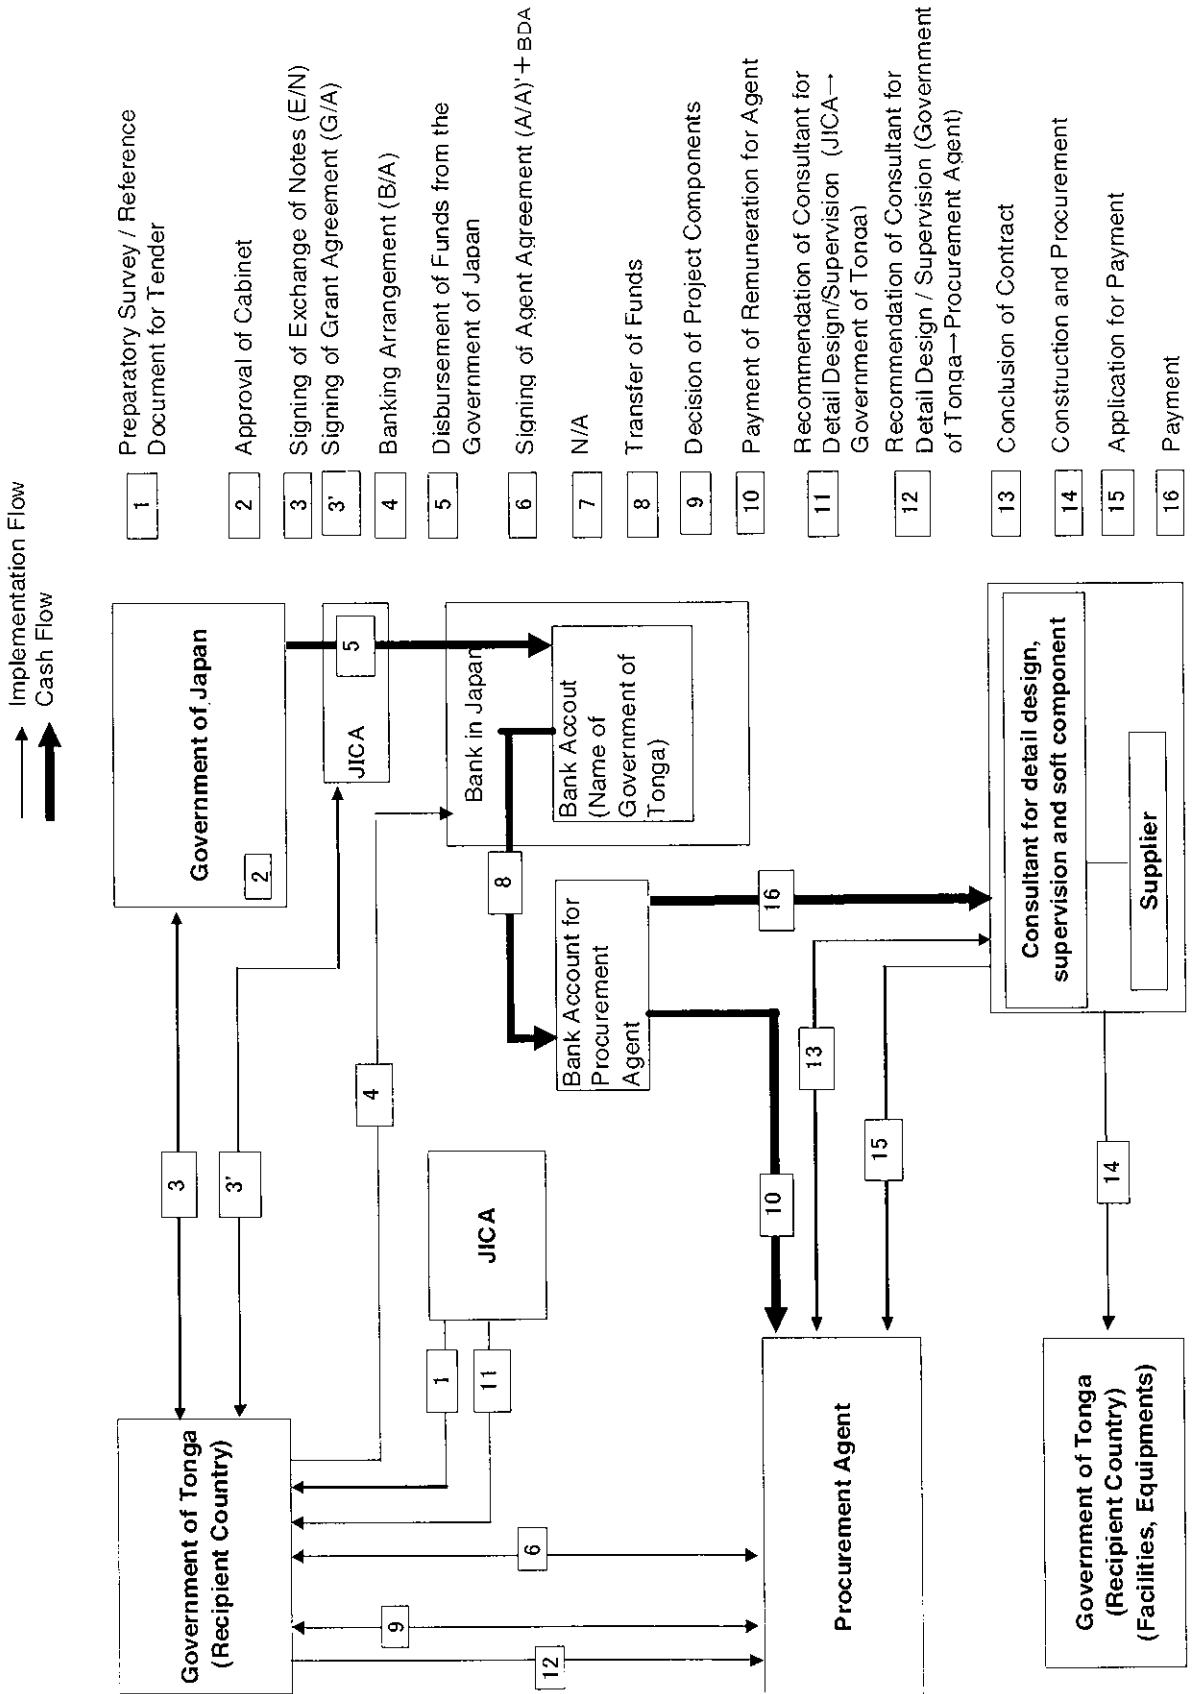 Implementation Flow
Cash Flow
Government of Tonga
(Recipient Country)
3
3'
Government of Japan
2
JICA
5
4
JICA
1
11
Bank in Japan
Bank Accout
(Name of
Government of
Tonga)
8
Bank Account for
Procurement
Agent
12
9
6
10
16
Procurement Agent
13
15
Consultant for detail design,
supervision and soft component
Supplier
14
Government of Tonga
(Recipient Country)
(Facilities, Equipments)
1 Preparatory Survey / Reference
Document for Tender
2 Approval of Cabinet
3 Signing of Exchange of Notes (E/N)
3' Signing of Grant Agreement (G/A)
4 Banking Arrangement (B/A)
5 Disbursement of Funds from the
Government of Japan
6 Signing of Agent Agreement (A/A)'+ BDA
7 N/A
8 Transfer of Funds
9 Decision of Project Components
10 Payment of Remuneration for Agent
11 Recommendation of Consultant for
Detail Design/Supervision (JICA→
Government of Tonga)
12 Recommendation of Consultant for
Detail Design / Supervision (Government
of Tonga→Procurement Agent)
13 Conclusion of Contract
14 Construction and Procurement
15 Application for Payment
16 Payment